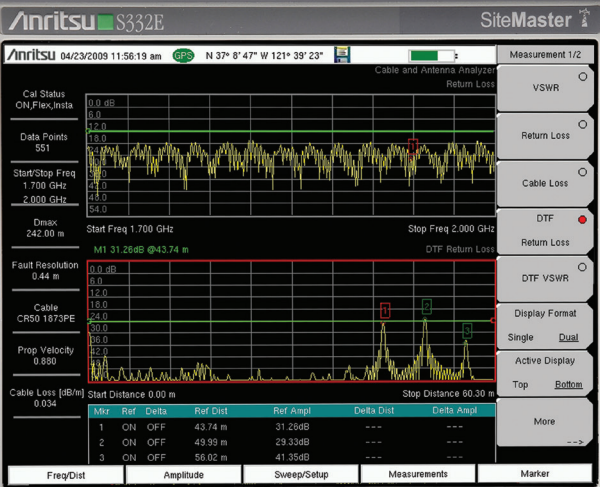 Anritsu S332E SiteMaster
Anritsu 04/23/2009 11:56:19 am GPS N 37° 8' 47" W 121° 39' 23" Measurement 1/2
Cable and Antenna Analyzer
Return Loss
Cal Status
ON,Flex,Insta
Data Points
551
Start/Stop Freq
1.700 GHz
2.000 GHz
Dmax
242.00 m
Fault Resolution
0.44 m
Cable
CR50 1873PE
Prop Velocity
0.880
Cable Loss [dB/m]
0.034
0.0 dB
6.0
12.0
18.0
42.0
48.0
54.0
1
Start Freq 1.700 GHz Stop Freq 2.000 GHz
M1 31.26dB @43.74 m DTF Return Loss
0.0 dB
6.0
12.0
18.0
24.0
30.0
36.0
42.0
1 2 3
Start Distance 0.00 m Stop Distance 60.30 m
Mkr Ref Delta Ref Dist Ref Ampl Delta Dist Delta Ampl
1 ON OFF 43.74 m 31.26dB --- ---
2 ON OFF 49.99 m 29.33dB --- ---
3 ON OFF 56.02 m 41.35dB --- ---
VSWR
Return Loss
Cable Loss
DTF
Return Loss
DTF VSWR
Display Format
Single Dual
Active Display
Top Bottom
More
-->
Freq/Dist Amplitude Sweep/Setup Measurements Marker